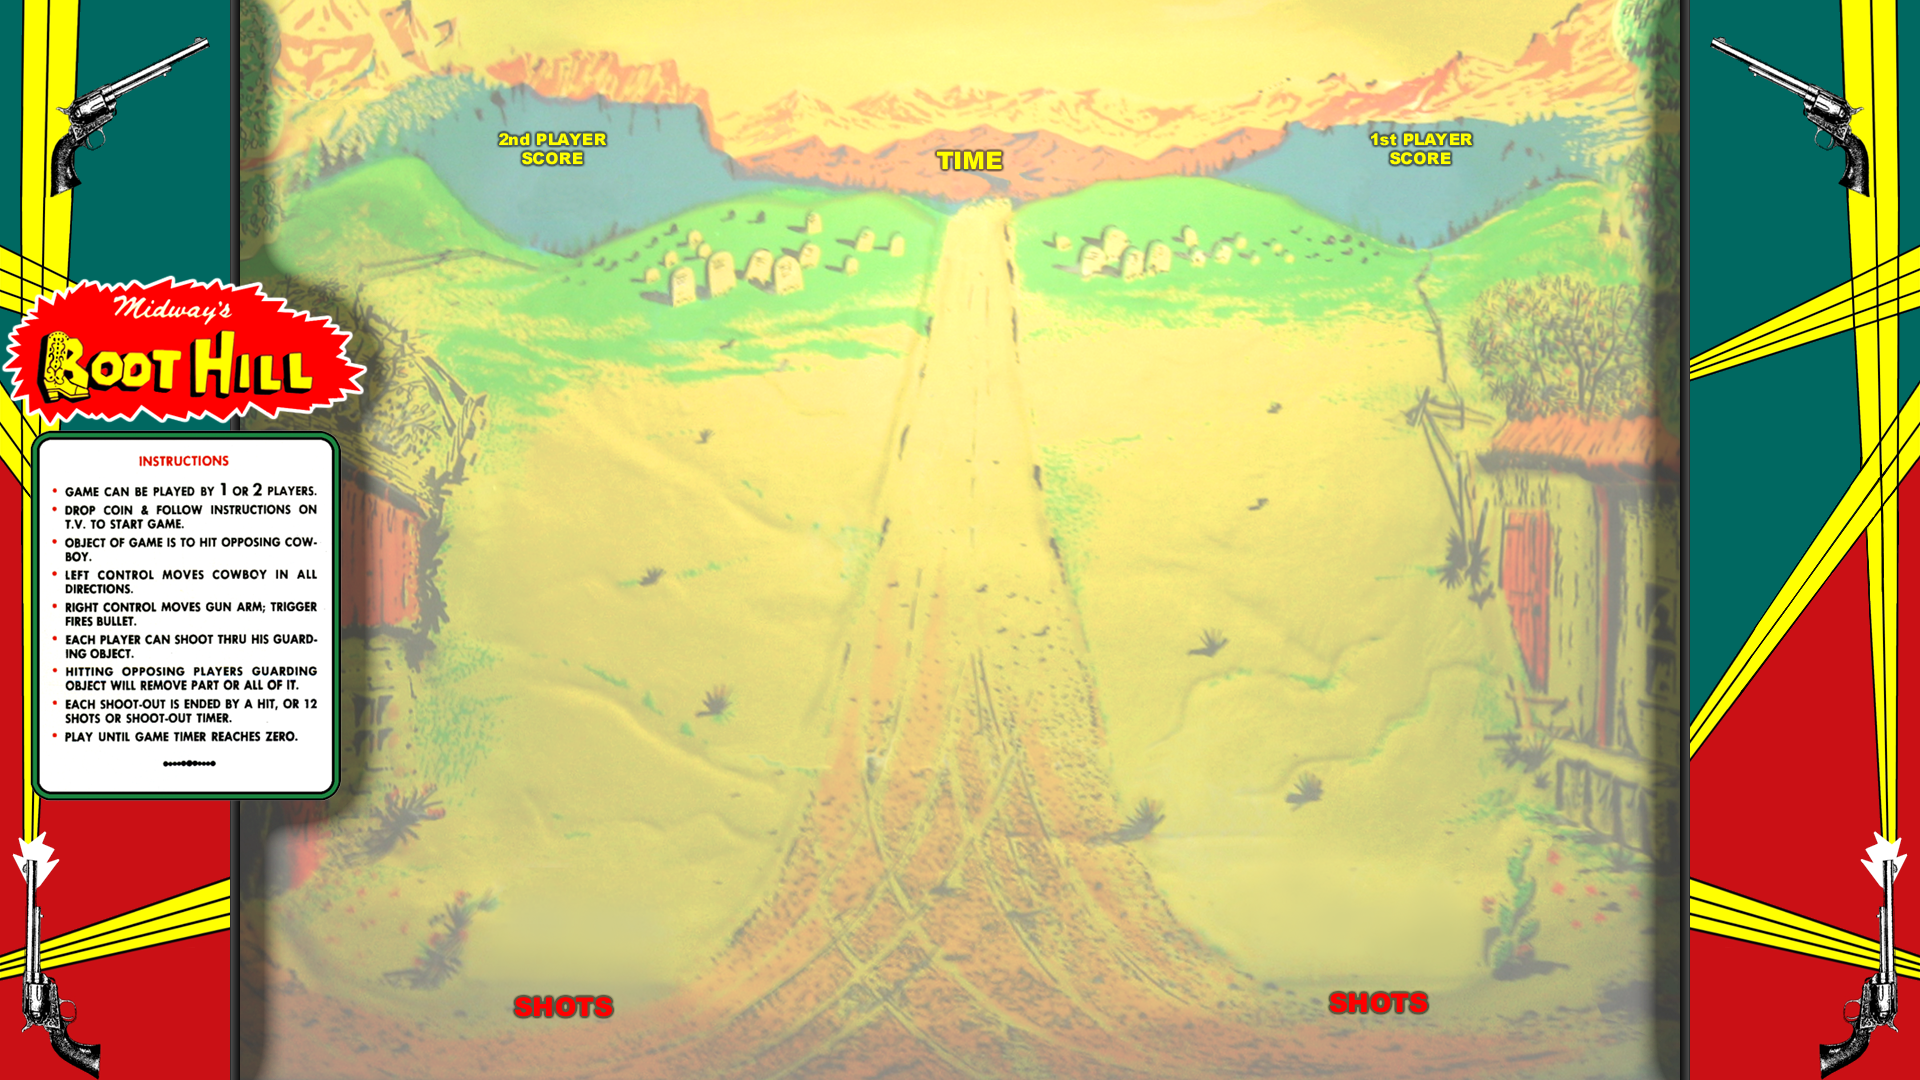 2nd PLAYER
SCORE
TIME
1st PLAYER
SCORE
Midway's
BOOT HILL
INSTRUCTIONS
• GAME CAN BE PLAYED BY 1 OR 2 PLAYERS.
• DROP COIN & FOLLOW INSTRUCTIONS ON
T.V. TO START GAME.
• OBJECT OF GAME IS TO HIT OPPOSING COW-
BOY.
• LEFT CONTROL MOVES COWBOY IN ALL
DIRECTIONS.
• RIGHT CONTROL MOVES GUN ARM; TRIGGER
FIRES BULLET.
• EACH PLAYER CAN SHOOT THRU HIS GUARD-
ING OBJECT.
• HITTING OPPOSING PLAYERS GUARDING
OBJECT WILL REMOVE PART OR ALL OF IT.
• EACH SHOOT-OUT IS ENDED BY A HIT, OR 12
SHOTS OR SHOOT-OUT TIMER.
• PLAY UNTIL GAME TIMER REACHES ZERO.
SHOTS
SHOTS